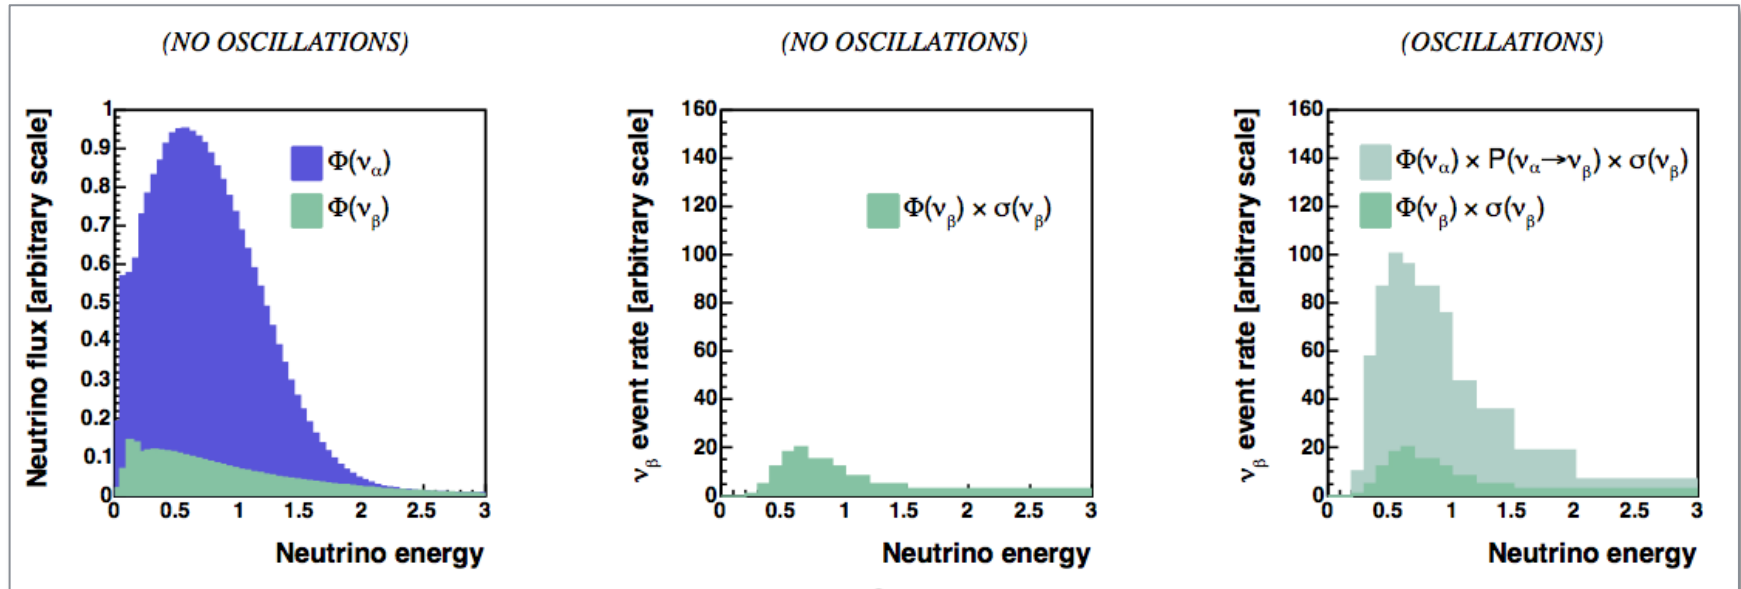 (NO OSCILLATIONS)
Neutrino flux [arbitrary scale]
1
0.9
0.8
0.7
0.6
0.5
0.4
0.3
0.2
0.1
0
Φ(να)
Φ(νβ)
0 0.5 1 1.5 2 2.5 3
Neutrino energy
(NO OSCILLATIONS)
νβ event rate [arbitrary scale]
160
140
120
100
80
60
40
20
0
Φ(νβ) × σ(νβ)
0 0.5 1 1.5 2 2.5 3
Neutrino energy
(OSCILLATIONS)
νβ event rate [arbitrary scale]
160
140
120
100
80
60
40
20
0
Φ(να) × P(να→νβ) × σ(νβ)
Φ(νβ) × σ(νβ)
0 0.5 1 1.5 2 2.5 3
Neutrino energy